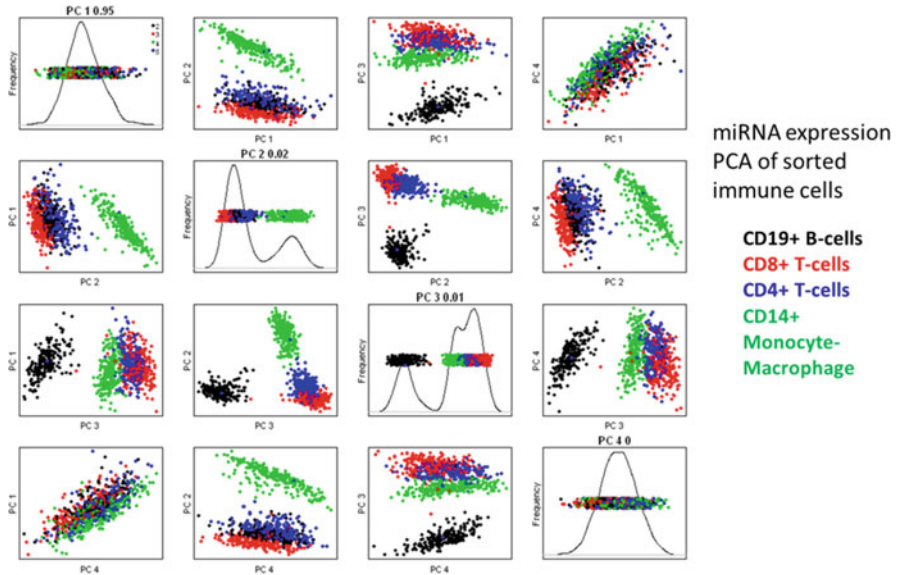 PC 1 0.95
2
3
4
5
Frequency
PC 2
PC 1
PC 3
PC 1
PC 4
PC 1
PC 1
PC 2
PC 2 0.02
Frequency
PC 3
PC 2
PC 4
PC 2
PC 1
PC 3
PC 2
PC 3
PC 3 0.01
Frequency
PC 4
PC 3
PC 1
PC 4
PC 2
PC 4
PC 3
PC 4
PC 4 0
Frequency
miRNA expression
PCA of sorted
immune cells
CD19+ B-cells
CD8+ T-cells
CD4+ T-cells
CD14+
Monocyte-
Macrophage